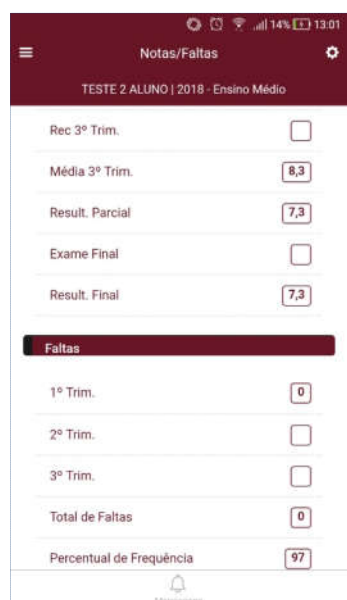 14% 13:01
Notas/Faltas
TESTE 2 ALUNO | 2018 - Ensino Médio
Rec 3º Trim.
Média 3º Trim. 8,3
Result. Parcial 7,3
Exame Final
Result. Final 7,3
Faltas
1º Trim. 0
2º Trim.
3º Trim.
Total de Faltas 0
Percentual de Frequência 97